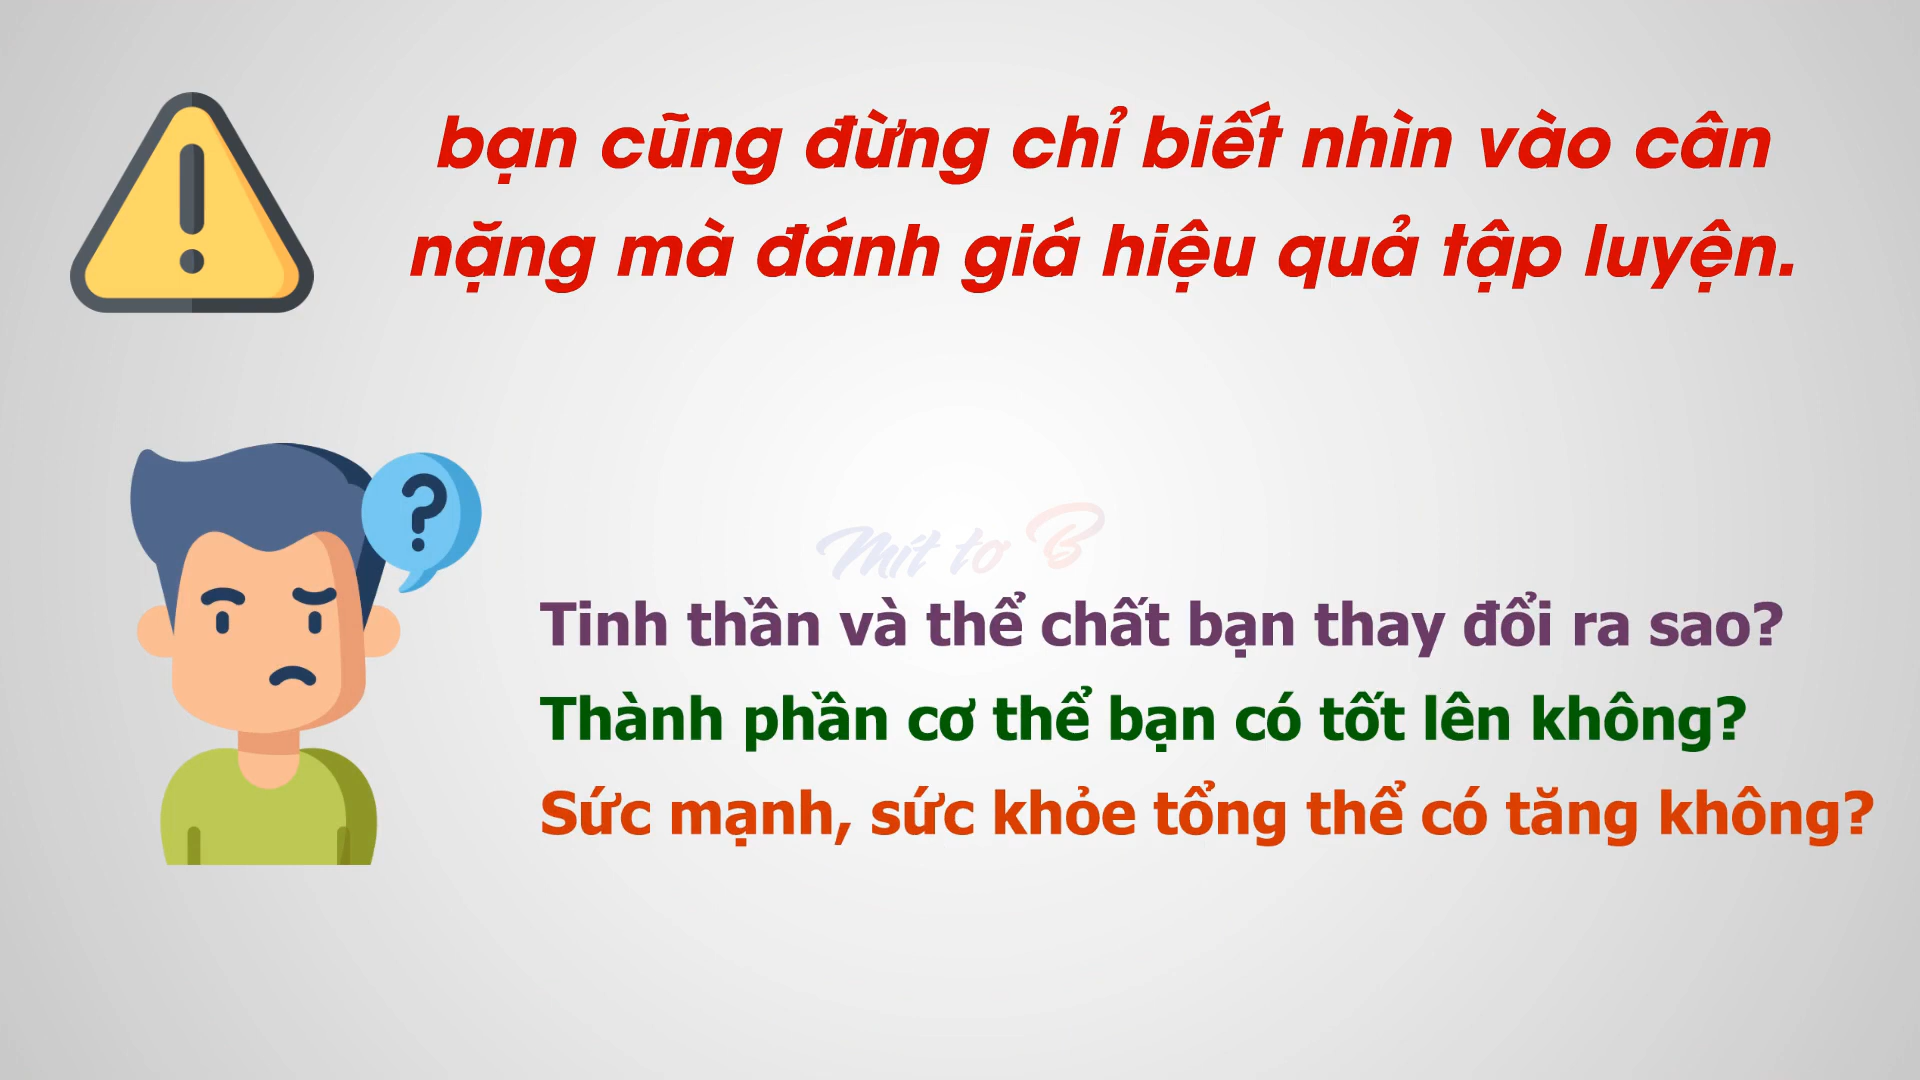 bạn cũng đừng chỉ biết nhìn vào cân
nặng mà đánh giá hiệu quả tập luyện.
?
Mít tơ B
Tinh thần và thể chất bạn thay đổi ra sao?
Thành phần cơ thể bạn có tốt lên không?
Sức mạnh, sức khỏe tổng thể có tăng không?